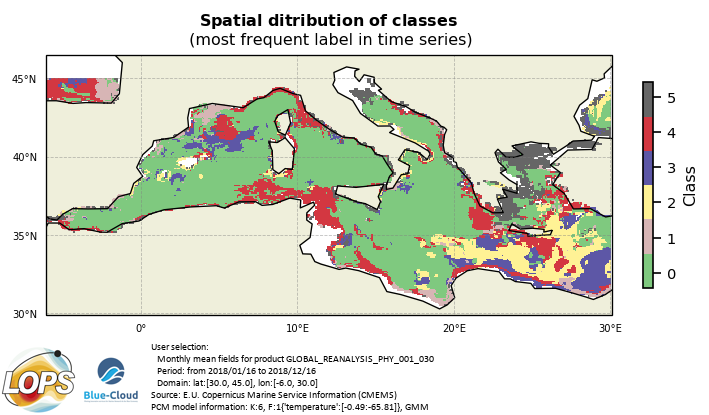 Spatial ditribution of classes
(most frequent label in time series)
45°N
40°N
35°N
30°N
0°
10°E
20°E
30°E
5
4
3
2
1
0
Class
LOPS
Blue-Cloud
User selection:
Monthly mean fields for product GLOBAL_REANALYSIS_PHY_001_030
Period: from 2018/01/16 to 2018/12/16
Domain: lat:[30.0, 45.0], lon:[-6.0, 30.0]
Source: E.U. Copernicus Marine Service Information (CMEMS)
PCM model information: K:6, F:1{'temperature':[-0.49:-65.81]}, GMM